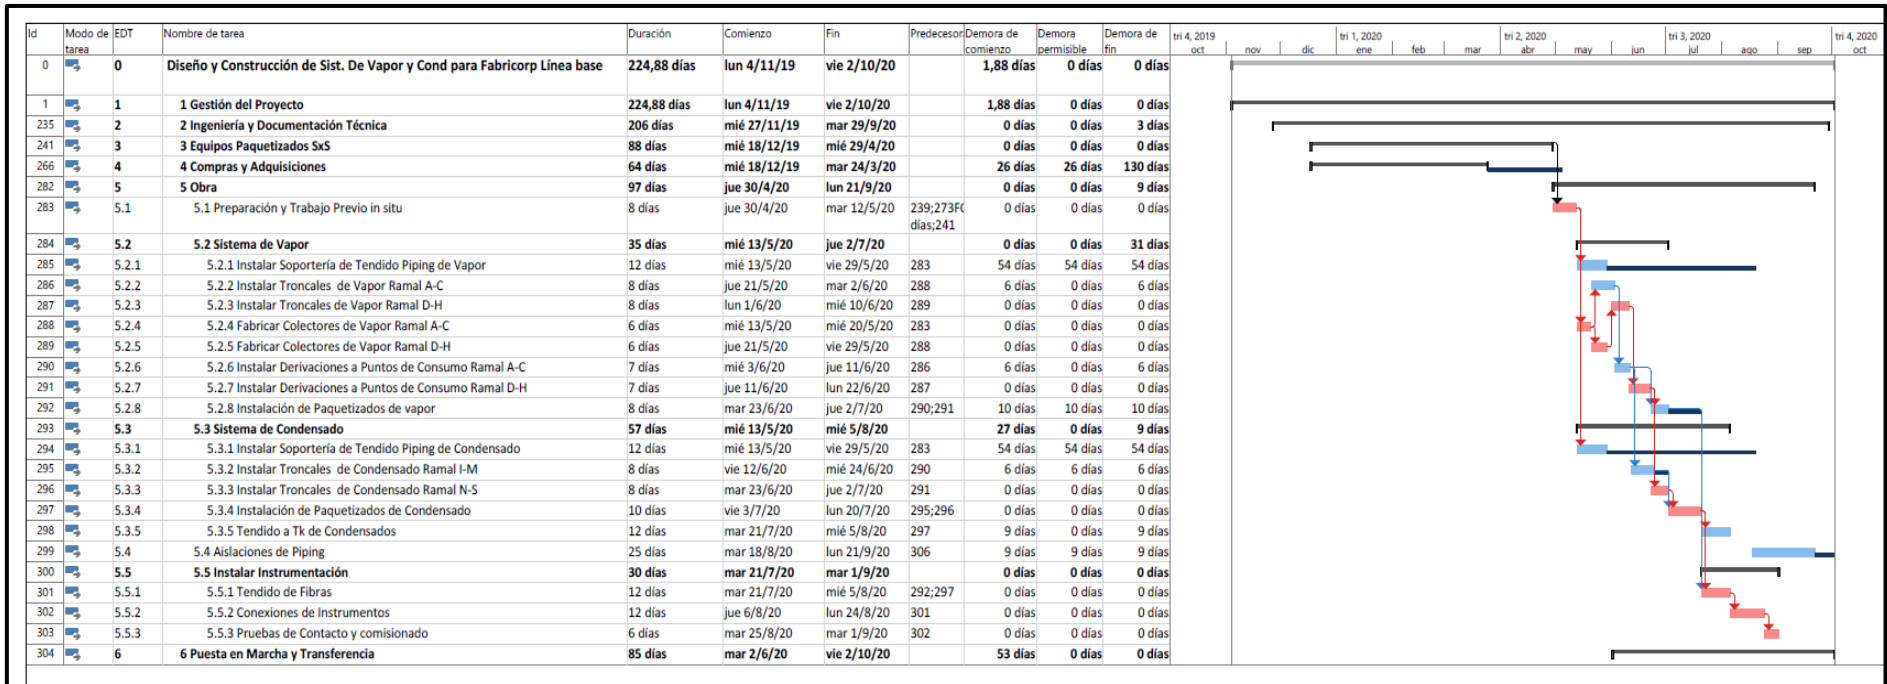 Id Modo de tarea EDT Nombre de tarea Duración Comienzo Fin Predecesor Demora de comienzo Demora permisible Demora de fin
tri 4, 2019 tri 1, 2020 tri 2, 2020 tri 3, 2020 tri 4, 2020
oct nov dic ene feb mar abr may jun jul ago sep oct
0 0 Diseño y Construcción de Sist. De Vapor y Cond para Fabricorp Línea base 224,88 días lun 4/11/19 vie 2/10/20 1,88 días 0 días 0 días
1 1 1 Gestión del Proyecto 224,88 días lun 4/11/19 vie 2/10/20 1,88 días 0 días 0 días
235 2 2 Ingeniería y Documentación Técnica 206 días mié 27/11/19 mar 29/9/20 0 días 0 días 3 días
241 3 3 Equipos Paquetizados SxS 88 días mié 18/12/19 mié 29/4/20 0 días 0 días 0 días
266 4 4 Compras y Adquisiciones 64 días mié 18/12/19 mar 24/3/20 26 días 26 días 130 días
282 5 5 Obra 97 días jue 30/4/20 lun 21/9/20 0 días 0 días 9 días
283 5.1 5.1 Preparación y Trabajo Previo in situ 8 días jue 30/4/20 mar 12/5/20 239;273F( 0 días 0 días 0 días
días;241
284 5.2 5.2 Sistema de Vapor 35 días mié 13/5/20 jue 2/7/20 0 días 0 días 31 días
285 5.2.1 5.2.1 Instalar Soportería de Tendido Piping de Vapor 12 días mié 13/5/20 vie 29/5/20 283 54 días 54 días 54 días
286 5.2.2 5.2.2 Instalar Troncales de Vapor Ramal A-C 8 días jue 21/5/20 mar 2/6/20 288 6 días 0 días 6 días
287 5.2.3 5.2.3 Instalar Troncales de Vapor Ramal D-H 8 días lun 1/6/20 mié 10/6/20 289 0 días 0 días 0 días
288 5.2.4 5.2.4 Fabricar Colectores de Vapor Ramal A-C 6 días mié 13/5/20 mié 20/5/20 283 0 días 0 días 0 días
289 5.2.5 5.2.5 Fabricar Colectores de Vapor Ramal D-H 6 días jue 21/5/20 vie 29/5/20 288 0 días 0 días 0 días
290 5.2.6 5.2.6 Instalar Derivaciones a Puntos de Consumo Ramal A-C 7 días mié 3/6/20 jue 11/6/20 286 6 días 0 días 6 días
291 5.2.7 5.2.7 Instalar Derivaciones a Puntos de Consumo Ramal D-H 7 días jue 11/6/20 lun 22/6/20 287 0 días 0 días 0 días
292 5.2.8 5.2.8 Instalación de Paquetizados de vapor 8 días mar 23/6/20 jue 2/7/20 290;291 10 días 10 días 10 días
293 5.3 5.3 Sistema de Condensado 57 días mié 13/5/20 mié 5/8/20 27 días 0 días 9 días
294 5.3.1 5.3.1 Instalar Soportería de Tendido Piping de Condensado 12 días mié 13/5/20 vie 29/5/20 283 54 días 54 días 54 días
295 5.3.2 5.3.2 Instalar Troncales de Condensado Ramal I-M 8 días vie 12/6/20 mié 24/6/20 290 6 días 6 días 6 días
296 5.3.3 5.3.3 Instalar Troncales de Condensado Ramal N-S 8 días mar 23/6/20 jue 2/7/20 291 0 días 0 días 0 días
297 5.3.4 5.3.4 Instalación de Paquetizados de Condensado 10 días vie 3/7/20 lun 20/7/20 295;296 0 días 0 días 0 días
298 5.3.5 5.3.5 Tendido a Tk de Condensados 12 días mar 21/7/20 mié 5/8/20 297 9 días 0 días 9 días
299 5.4 5.4 Aislaciones de Piping 25 días mar 18/8/20 lun 21/9/20 306 9 días 9 días 9 días
300 5.5 5.5 Instalar Instrumentación 30 días mar 21/7/20 mar 1/9/20 0 días 0 días 0 días
301 5.5.1 5.5.1 Tendido de Fibras 12 días mar 21/7/20 mié 5/8/20 292;297 0 días 0 días 0 días
302 5.5.2 5.5.2 Conexiones de Instrumentos 12 días jue 6/8/20 lun 24/8/20 301 0 días 0 días 0 días
303 5.5.3 5.5.3 Pruebas de Contacto y comisionado 6 días mar 25/8/20 mar 1/9/20 302 0 días 0 días 0 días
304 6 6 Puesta en Marcha y Transferencia 85 días mar 2/6/20 vie 2/10/20 53 días 0 días 0 días